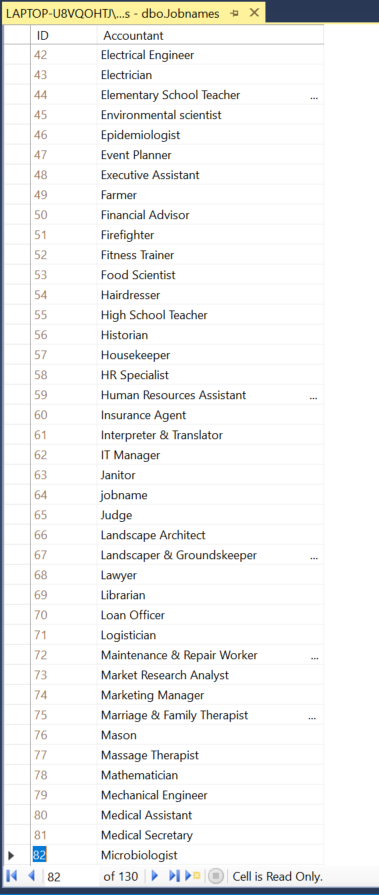 LAPTOP-U8VQOHTJ\...s - dbo.Jobnames
ID Accountant
42 Electrical Engineer
43 Electrician
44 Elementary School Teacher ...
45 Environmental scientist
46 Epidemiologist
47 Event Planner
48 Executive Assistant
49 Farmer
50 Financial Advisor
51 Firefighter
52 Fitness Trainer
53 Food Scientist
54 Hairdresser
55 High School Teacher
56 Historian
57 Housekeeper
58 HR Specialist
59 Human Resources Assistant ...
60 Insurance Agent
61 Interpreter & Translator
62 IT Manager
63 Janitor
64 jobname
65 Judge
66 Landscape Architect
67 Landscaper & Groundskeeper ...
68 Lawyer
69 Librarian
70 Loan Officer
71 Logistician
72 Maintenance & Repair Worker ...
73 Market Research Analyst
74 Marketing Manager
75 Marriage & Family Therapist ...
76 Mason
77 Massage Therapist
78 Mathematician
79 Mechanical Engineer
80 Medical Assistant
81 Medical Secretary
82 Microbiologist
82 of 130 Cell is Read Only.